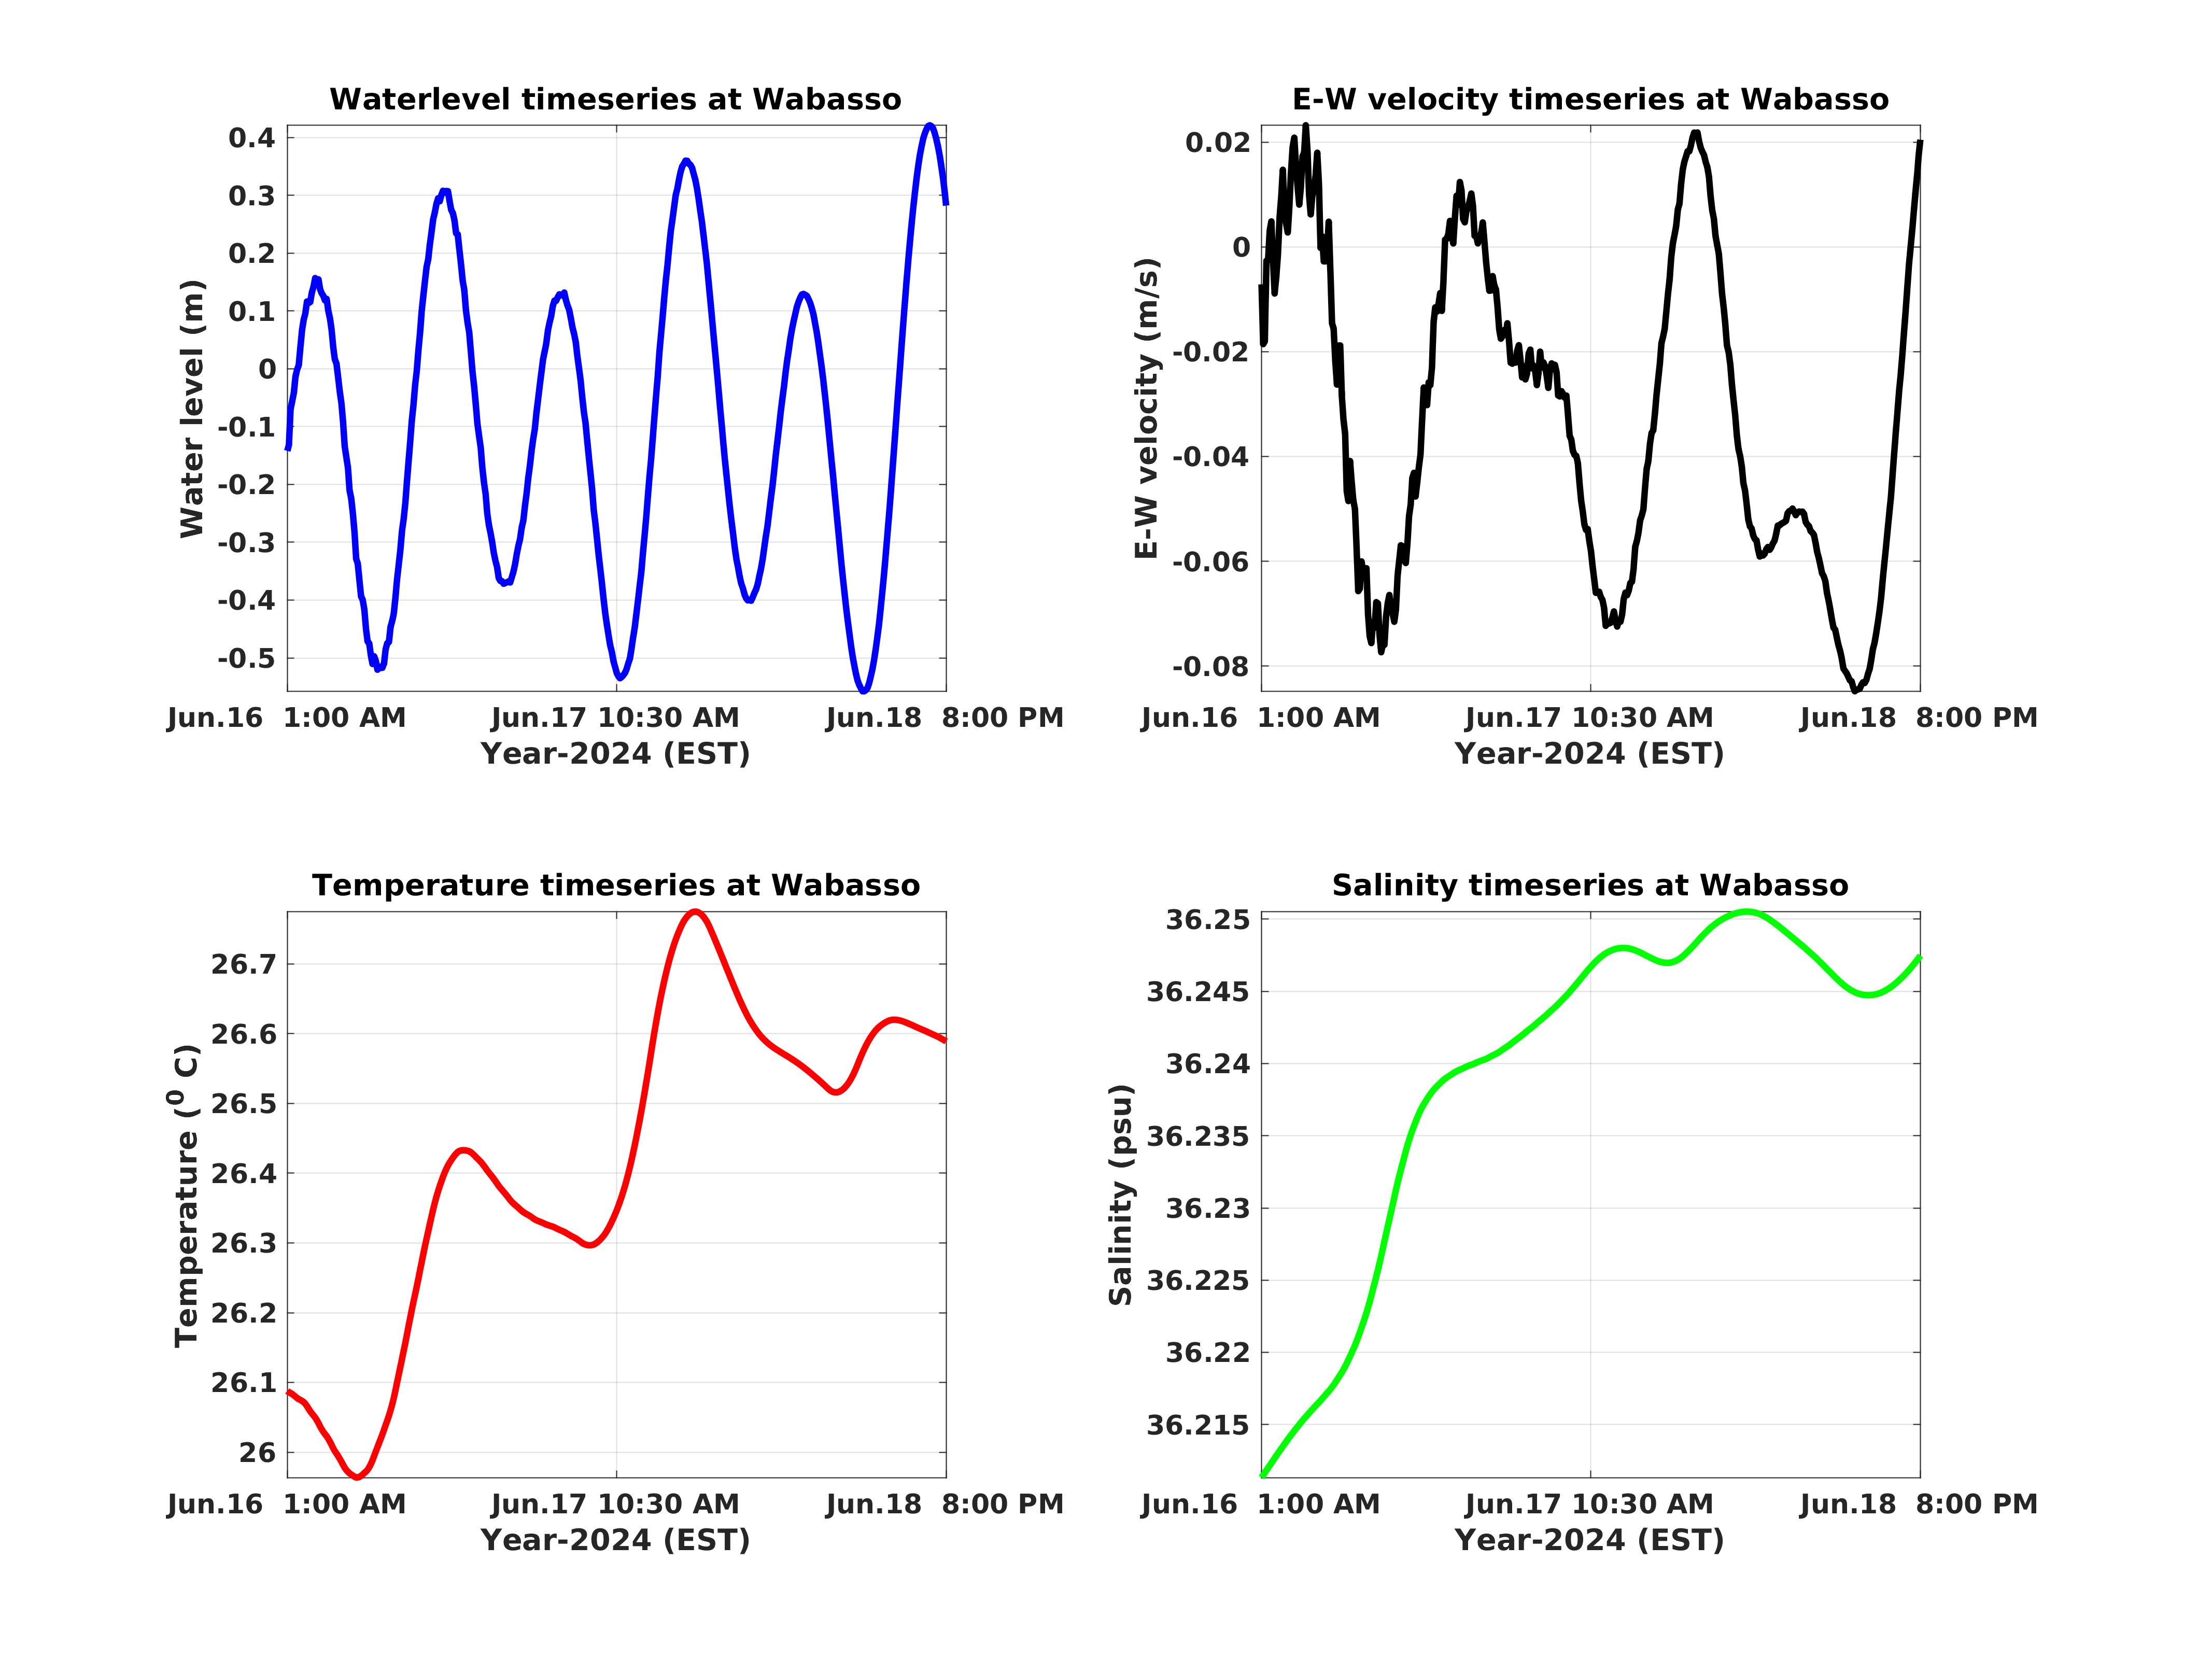 Waterlevel timeseries at Wabasso
0.4
0.3
0.2
0.1
0
-0.1
-0.2
-0.3
-0.4
-0.5
Water level (m)
Jun.16 1:00 AM
Jun.17 10:30 AM
Jun.18 8:00 PM
Year-2024 (EST)
E-W velocity timeseries at Wabasso
0.02
0
-0.02
-0.04
-0.06
-0.08
E-W velocity (m/s)
Jun.16 1:00 AM
Jun.17 10:30 AM
Jun.18 8:00 PM
Year-2024 (EST)
Temperature timeseries at Wabasso
26.7
26.6
26.5
26.4
26.3
26.2
26.1
26
Temperature (⁰ C)
Jun.16 1:00 AM
Jun.17 10:30 AM
Jun.18 8:00 PM
Year-2024 (EST)
Salinity timeseries at Wabasso
36.25
36.245
36.24
36.235
36.23
36.225
36.22
36.215
Salinity (psu)
Jun.16 1:00 AM
Jun.17 10:30 AM
Jun.18 8:00 PM
Year-2024 (EST)